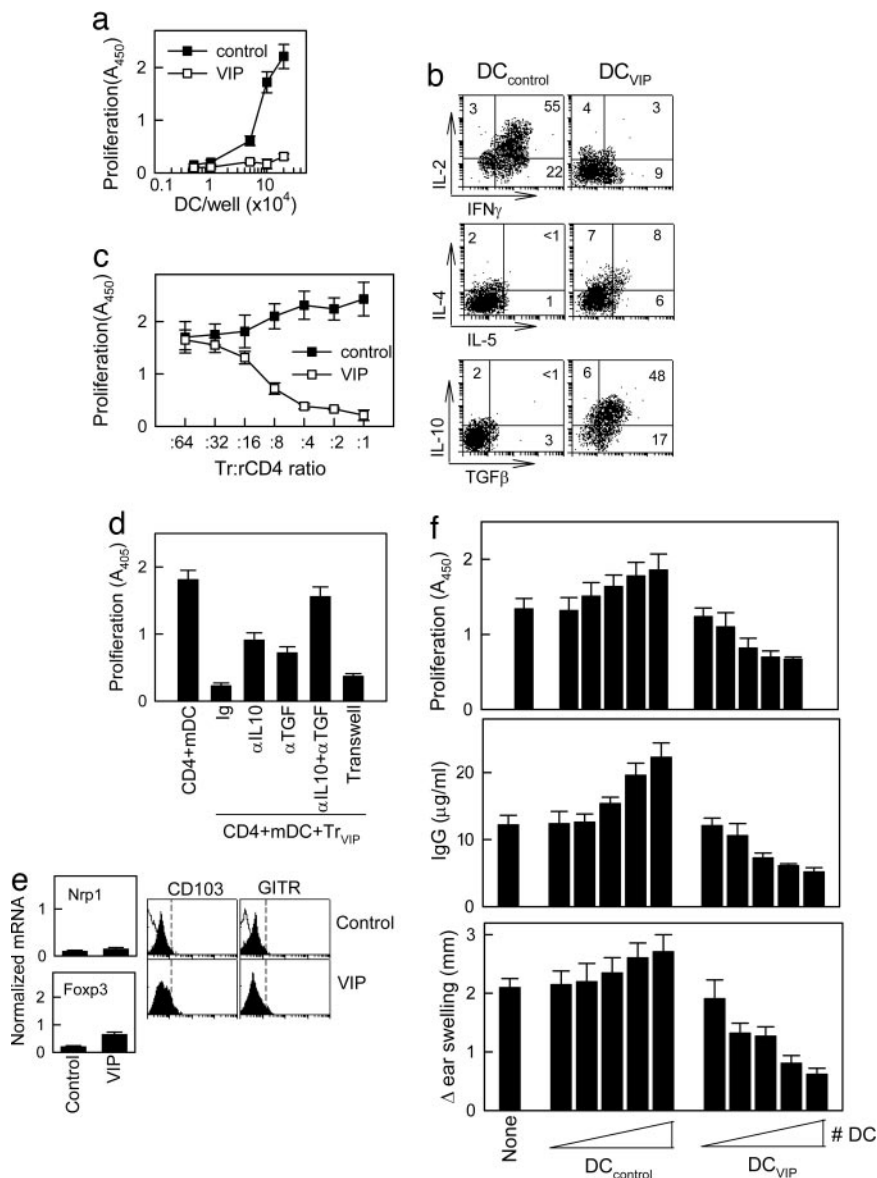 a
control
VIP
Proliferation(A450)
2
1
0
0.1
1.0
10
100
DC/well (x10⁴)
b
DCcontrol
DCVIP
3
55
22
4
3
9
IL-2
IFNγ
2
<1
1
7
8
6
IL-4
IL-5
2
<1
3
6
48
17
IL-10
TGFβ
c
Proliferation(A450)
3
2
1
0
control
VIP
:64
:32
:16
:8
:4
:2
:1
Tr:rCD4 ratio
d
Prolfieration (A405)
2
1
0
CD4+mDC
Ig
αIL10
αTGF
αIL10+αTGF
Transwell
CD4+mDC+TrVIP
e
Normalized mRNA
Nrp1
1
0
Foxp3
2
1
0
Control
VIP
CD103
GITR
Control
VIP
f
Proliferation (A450)
2
1
0
IgG (μg/ml)
20
10
0
Δ ear swelling (mm)
3
2
1
0
None
DCcontrol
DCVIP
# DC